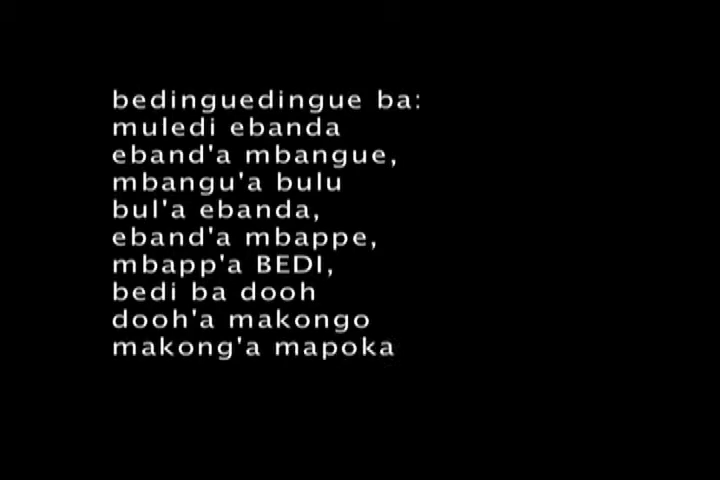 bedinguedingue ba:
muledi ebanda
eband'a mbangue,
mbangu'a bulu
bul'a ebanda,
eband'a mbappe,
mbapp'a BEDI,
bedi ba dooh
dooh'a makongo
makong'a mapoka